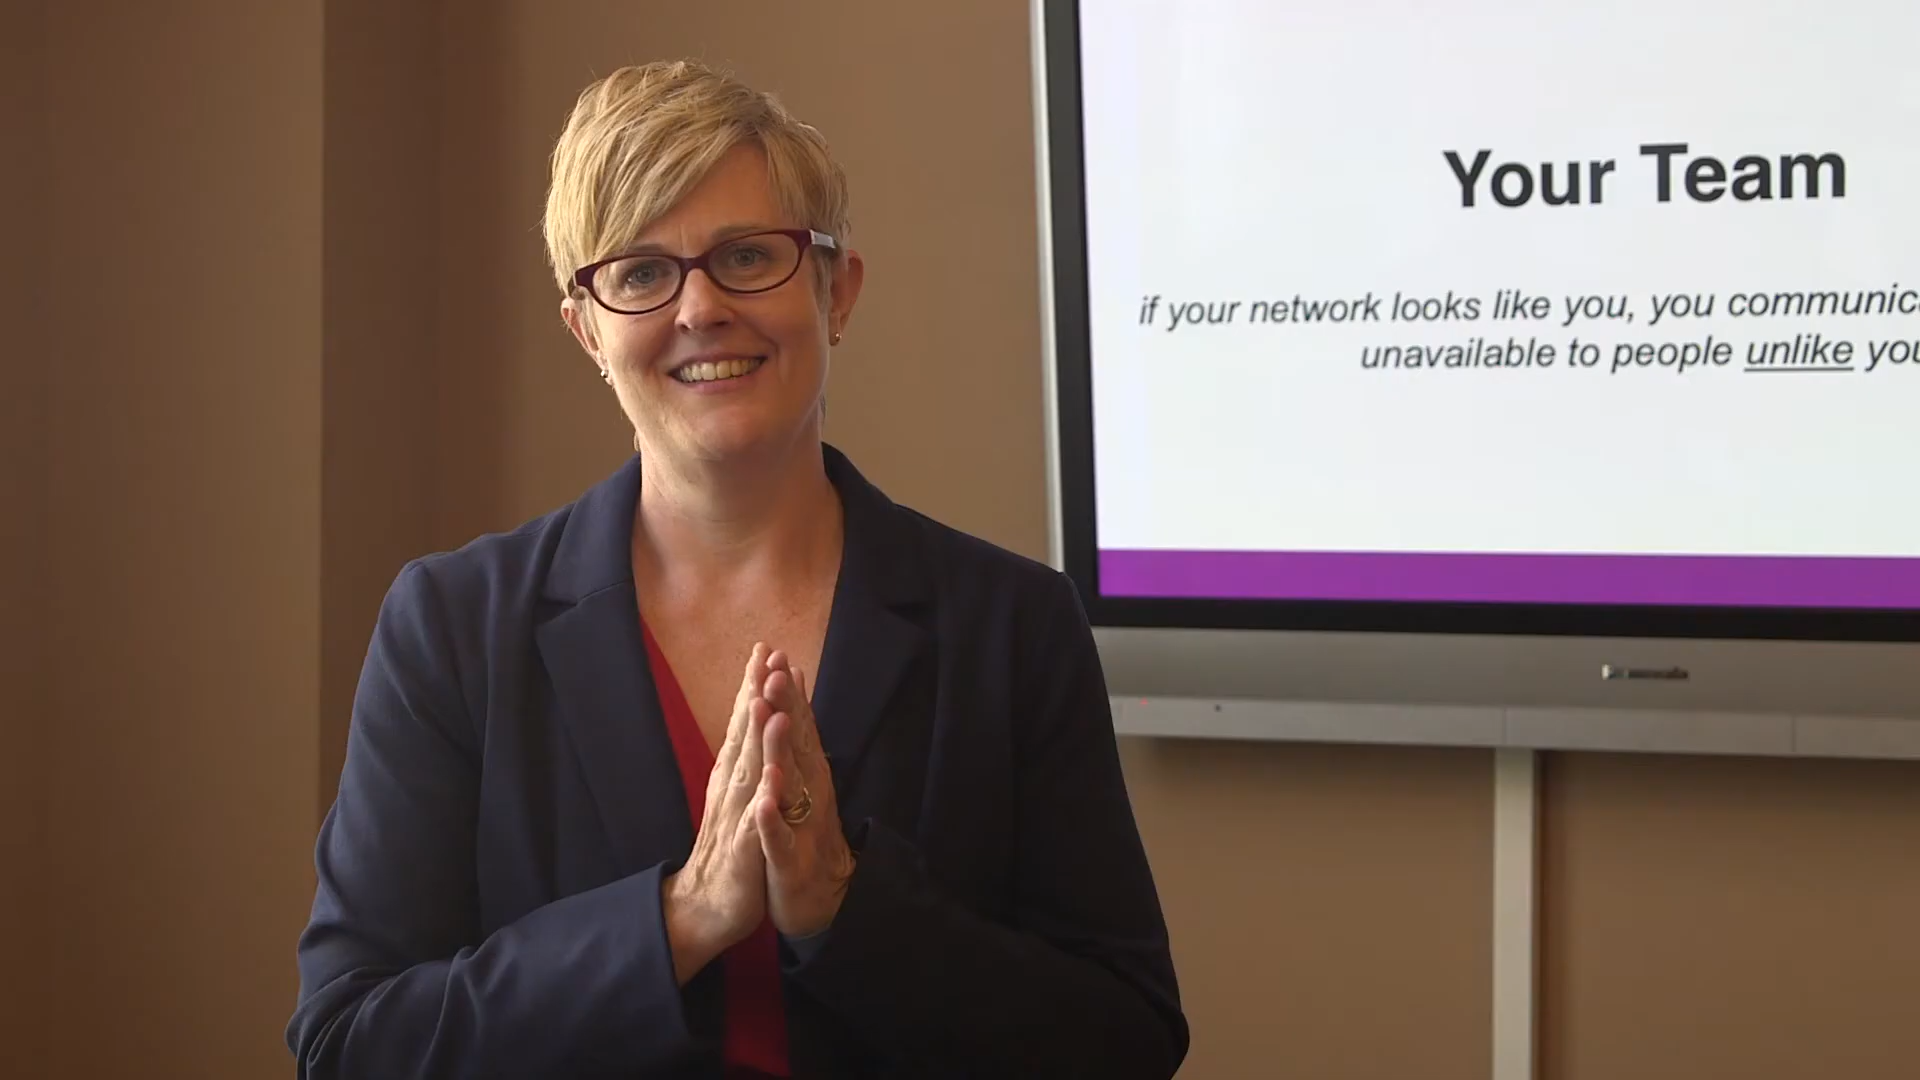 Your Team
if your network looks like you, you communic
unavailable to people unlike you